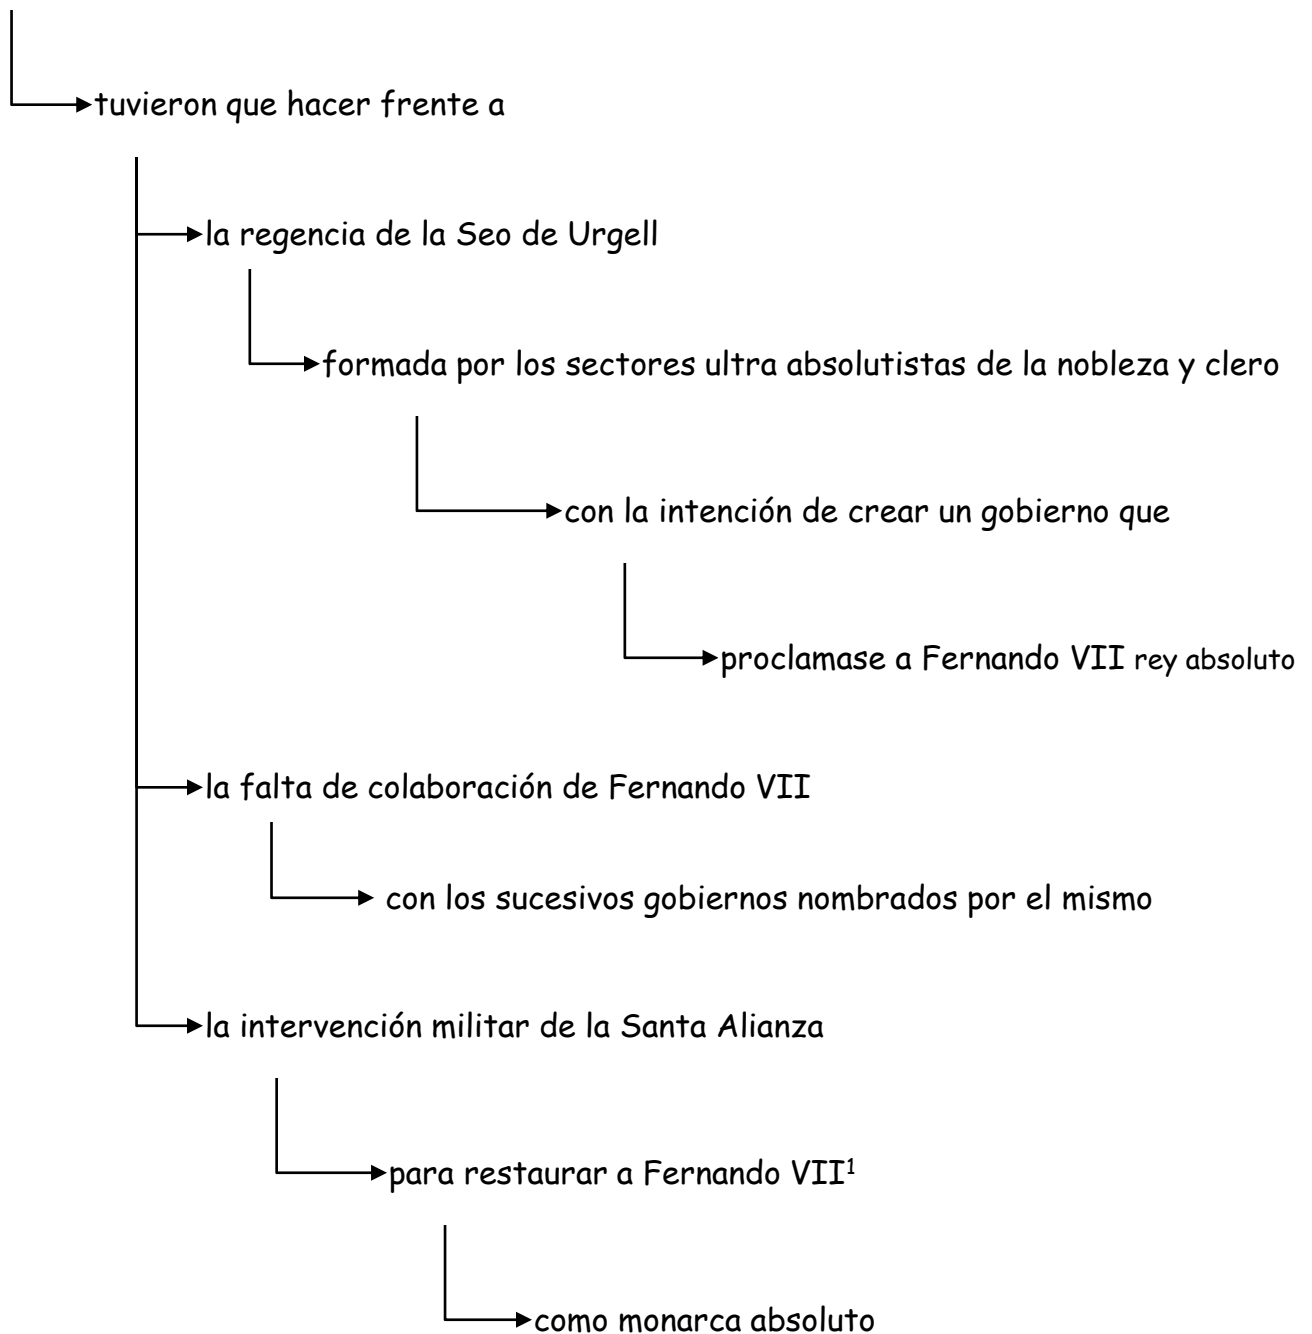 tuvieron que hacer frente a
la regencia de la Seo de Urgell
formada por los sectores ultra absolutistas de la nobleza y clero
con la intención de crear un gobierno que
proclamase a Fernando VII rey absoluto
la falta de colaboración de Fernando VII
con los sucesivos gobiernos nombrados por el mismo
la intervención militar de la Santa Alianza
para restaurar a Fernando VII¹
como monarca absoluto